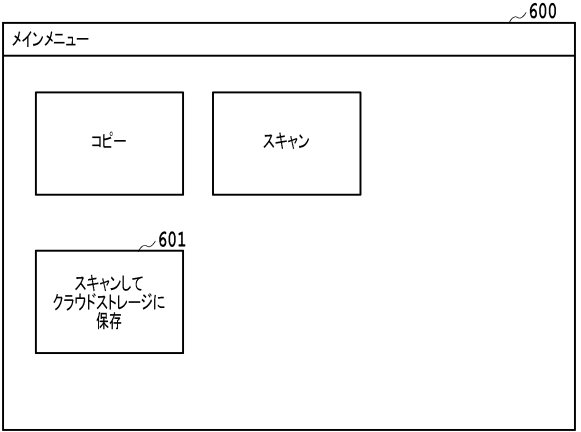 600
メインメニュー
コピー
スキャン
601
スキャンして
クラウドストレージに
保存